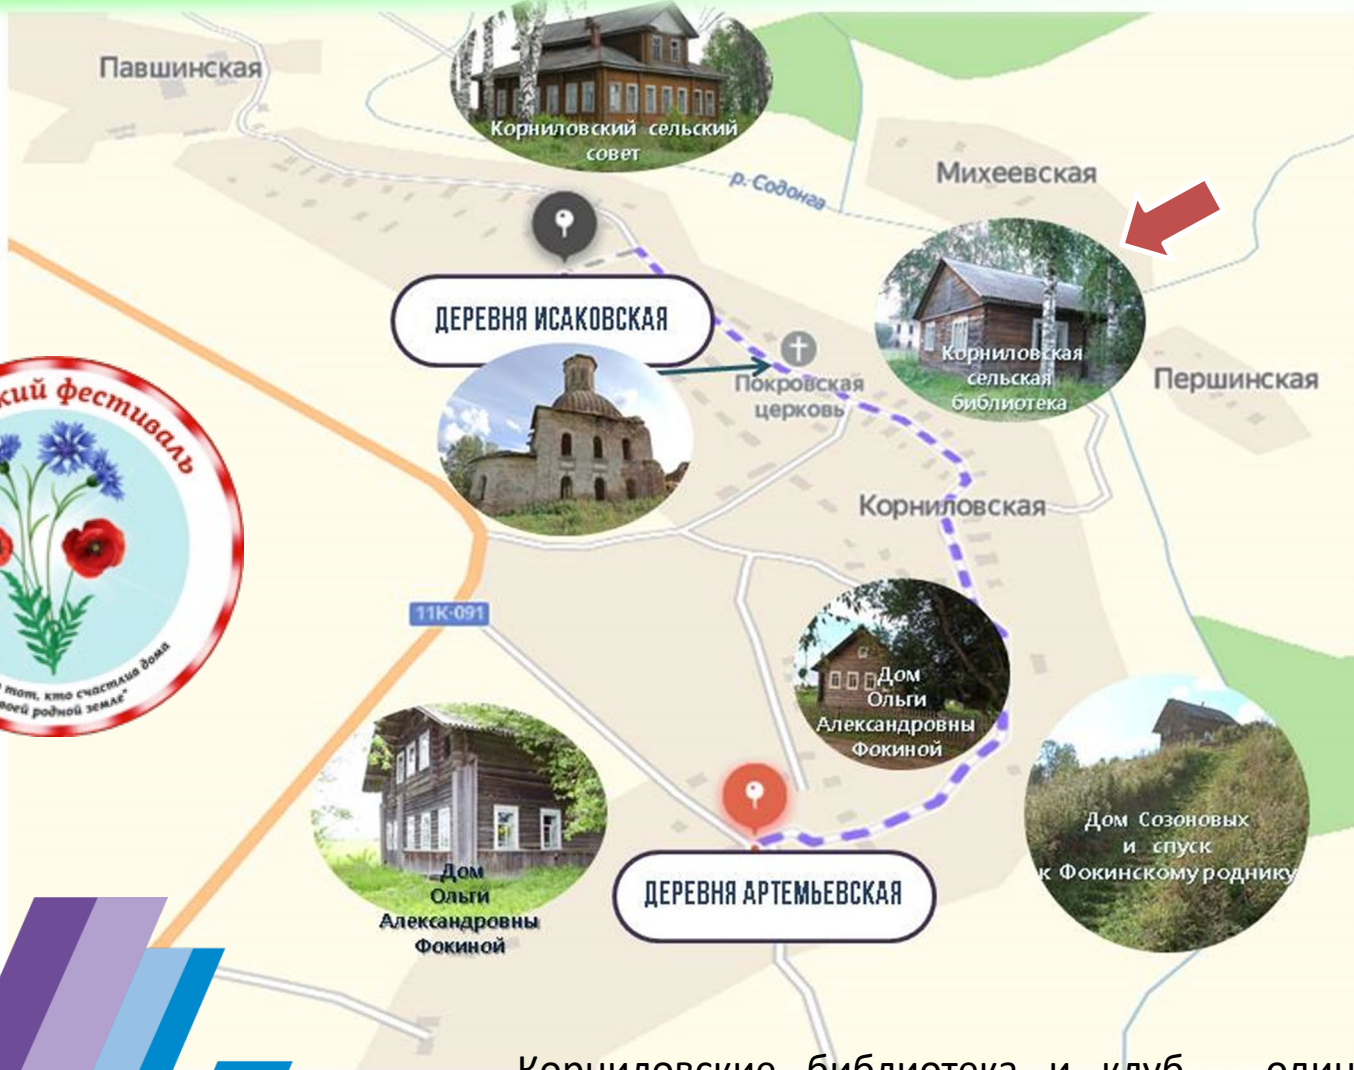 Павшинская
Корниловский сельский
совет
р. Содонга
Михеевская
ДЕРЕВНЯ ИСАКОВСКАЯ
Покровская
церковь
Корниловская
сельская
библиотека
Першинская
Корниловская
фестиваль
тот, кто счастлив дома
родной земле"
11К-091
Дом
Ольги
Александровны
Фокиной
Дом
Ольги
Александровны
Фокиной
ДЕРЕВНЯ АРТЕМЬЕВСКАЯ
Дом Созоновых
и спуск
к Фокинскому роднику
Корниловские библиотека и клуб один